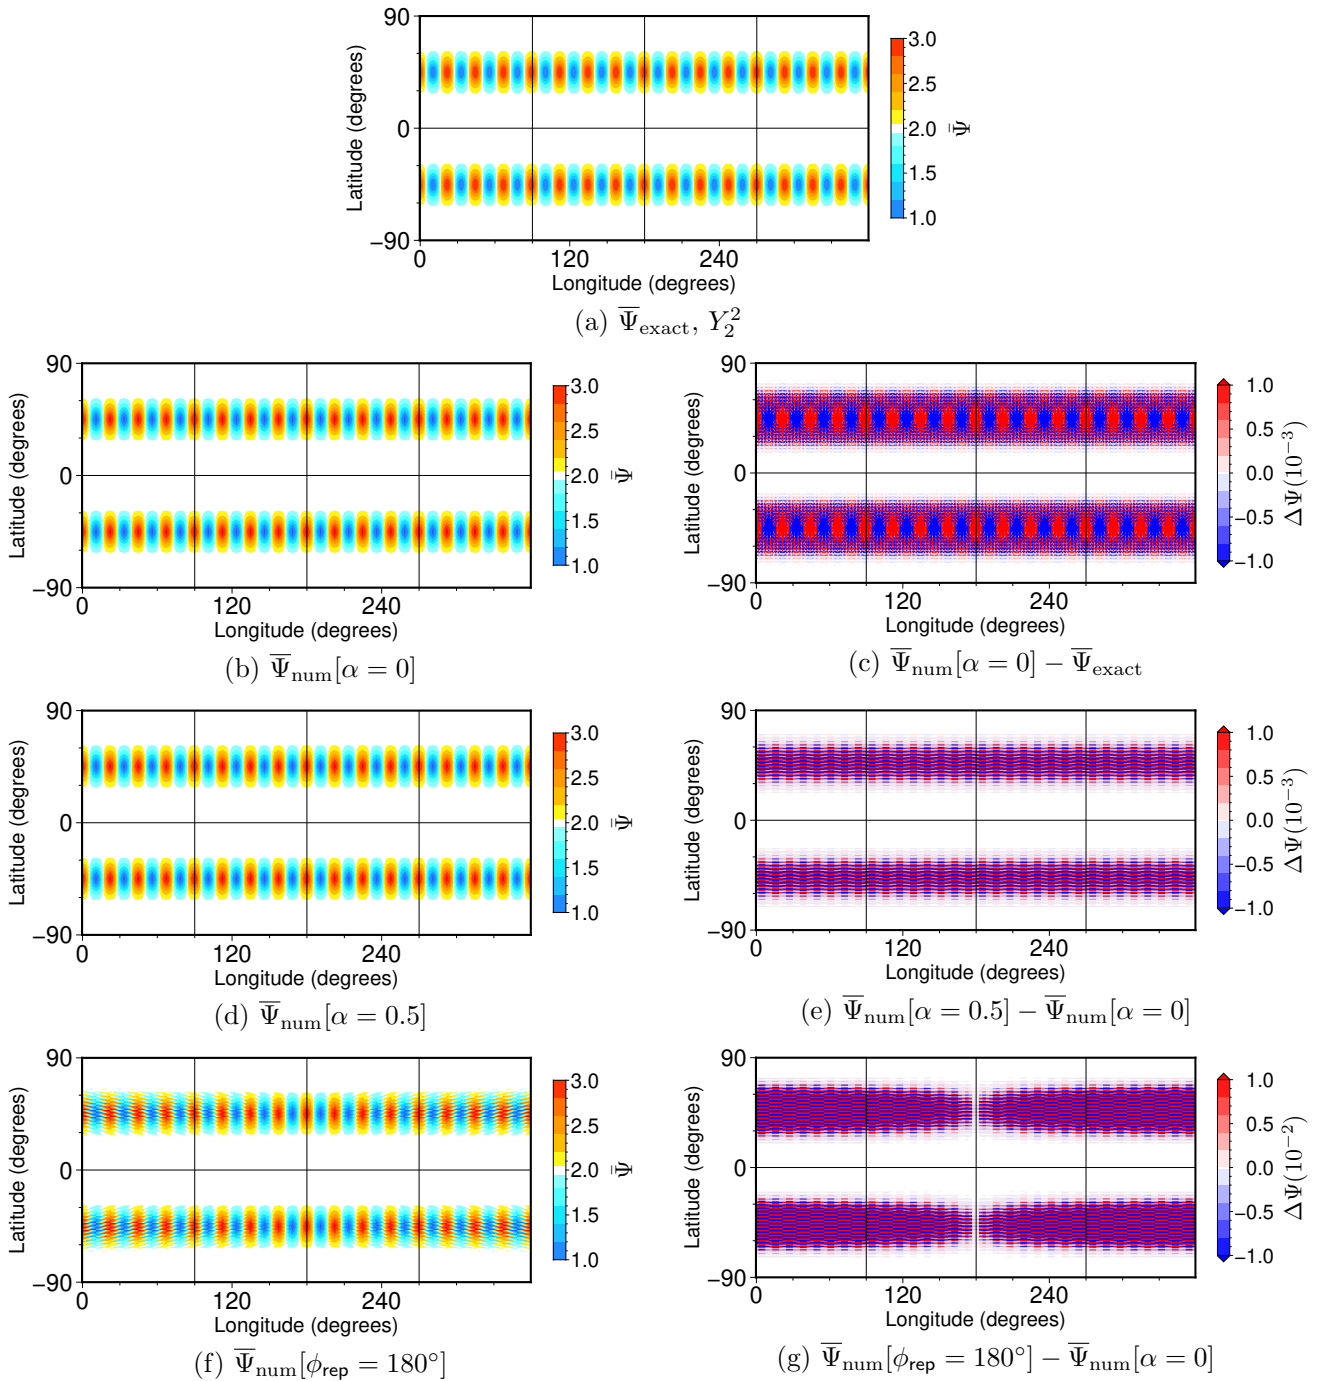 90
0
−90
Latitude (degrees)
0 120 240
Longitude (degrees)
3.0
2.5
2.0
1.5
1.0
Ψ̅
(a) Ψ̅exact, Y₂²
90
0
−90
Latitude (degrees)
0 120 240
Longitude (degrees)
3.0
2.5
2.0
1.5
1.0
Ψ̅
(b) Ψ̅num[α = 0]
90
0
−90
Latitude (degrees)
0 120 240
Longitude (degrees)
1.0
0.5
0.0
−0.5
−1.0
ΔΨ(10⁻³)
(c) Ψ̅num[α = 0] − Ψ̅exact
90
0
−90
Latitude (degrees)
0 120 240
Longitude (degrees)
3.0
2.5
2.0
1.5
1.0
Ψ̅
(d) Ψ̅num[α = 0.5]
90
0
−90
Latitude (degrees)
0 120 240
Longitude (degrees)
1.0
0.5
0.0
−0.5
−1.0
ΔΨ(10⁻³)
(e) Ψ̅num[α = 0.5] − Ψ̅num[α = 0]
90
0
−90
Latitude (degrees)
0 120 240
Longitude (degrees)
3.0
2.5
2.0
1.5
1.0
Ψ̅
(f) Ψ̅num[ϕrep = 180°]
90
0
−90
Latitude (degrees)
0 120 240
Longitude (degrees)
1.0
0.5
0.0
−0.5
−1.0
ΔΨ(10⁻²)
(g) Ψ̅num[ϕrep = 180°] − Ψ̅num[α = 0]